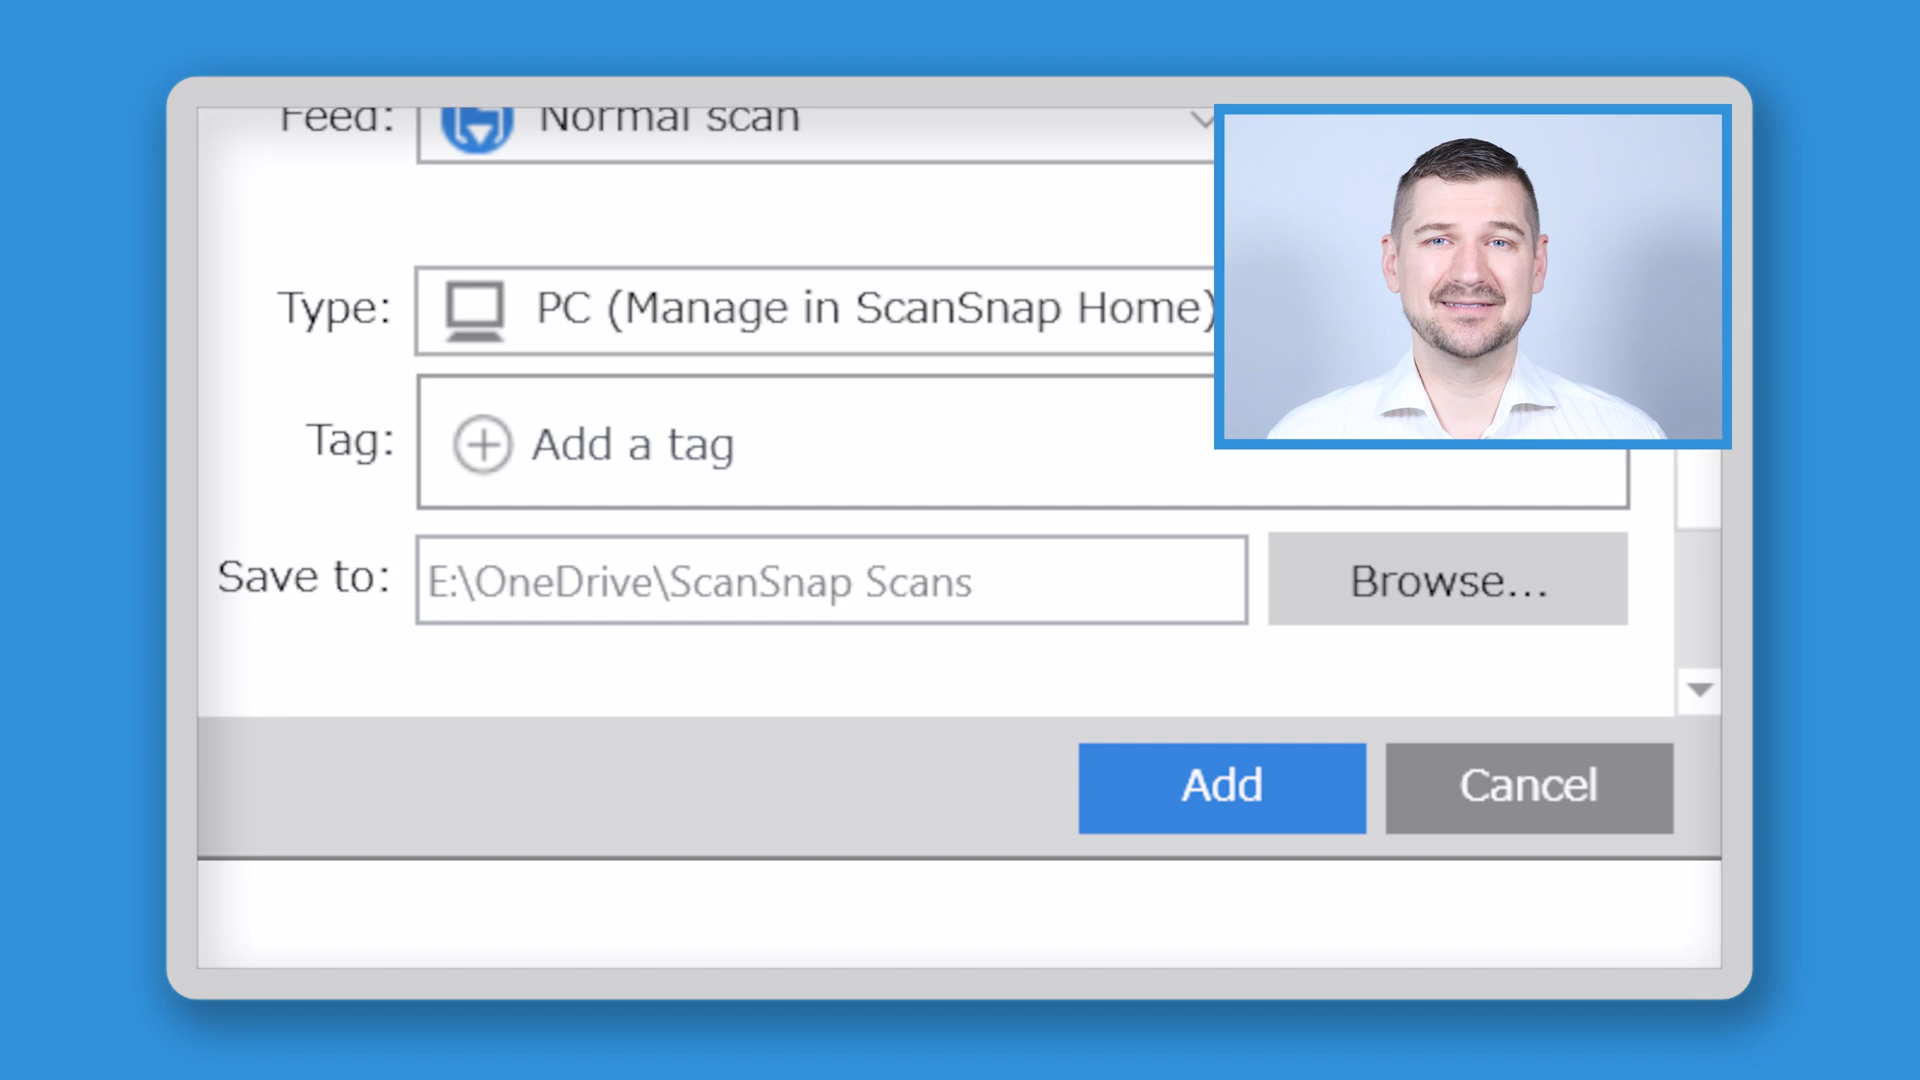 Feed: Normal scan
Type: PC (Manage in ScanSnap Home)
Tag: Add a tag
Save to: E:\OneDrive\ScanSnap Scans Browse...
Add Cancel